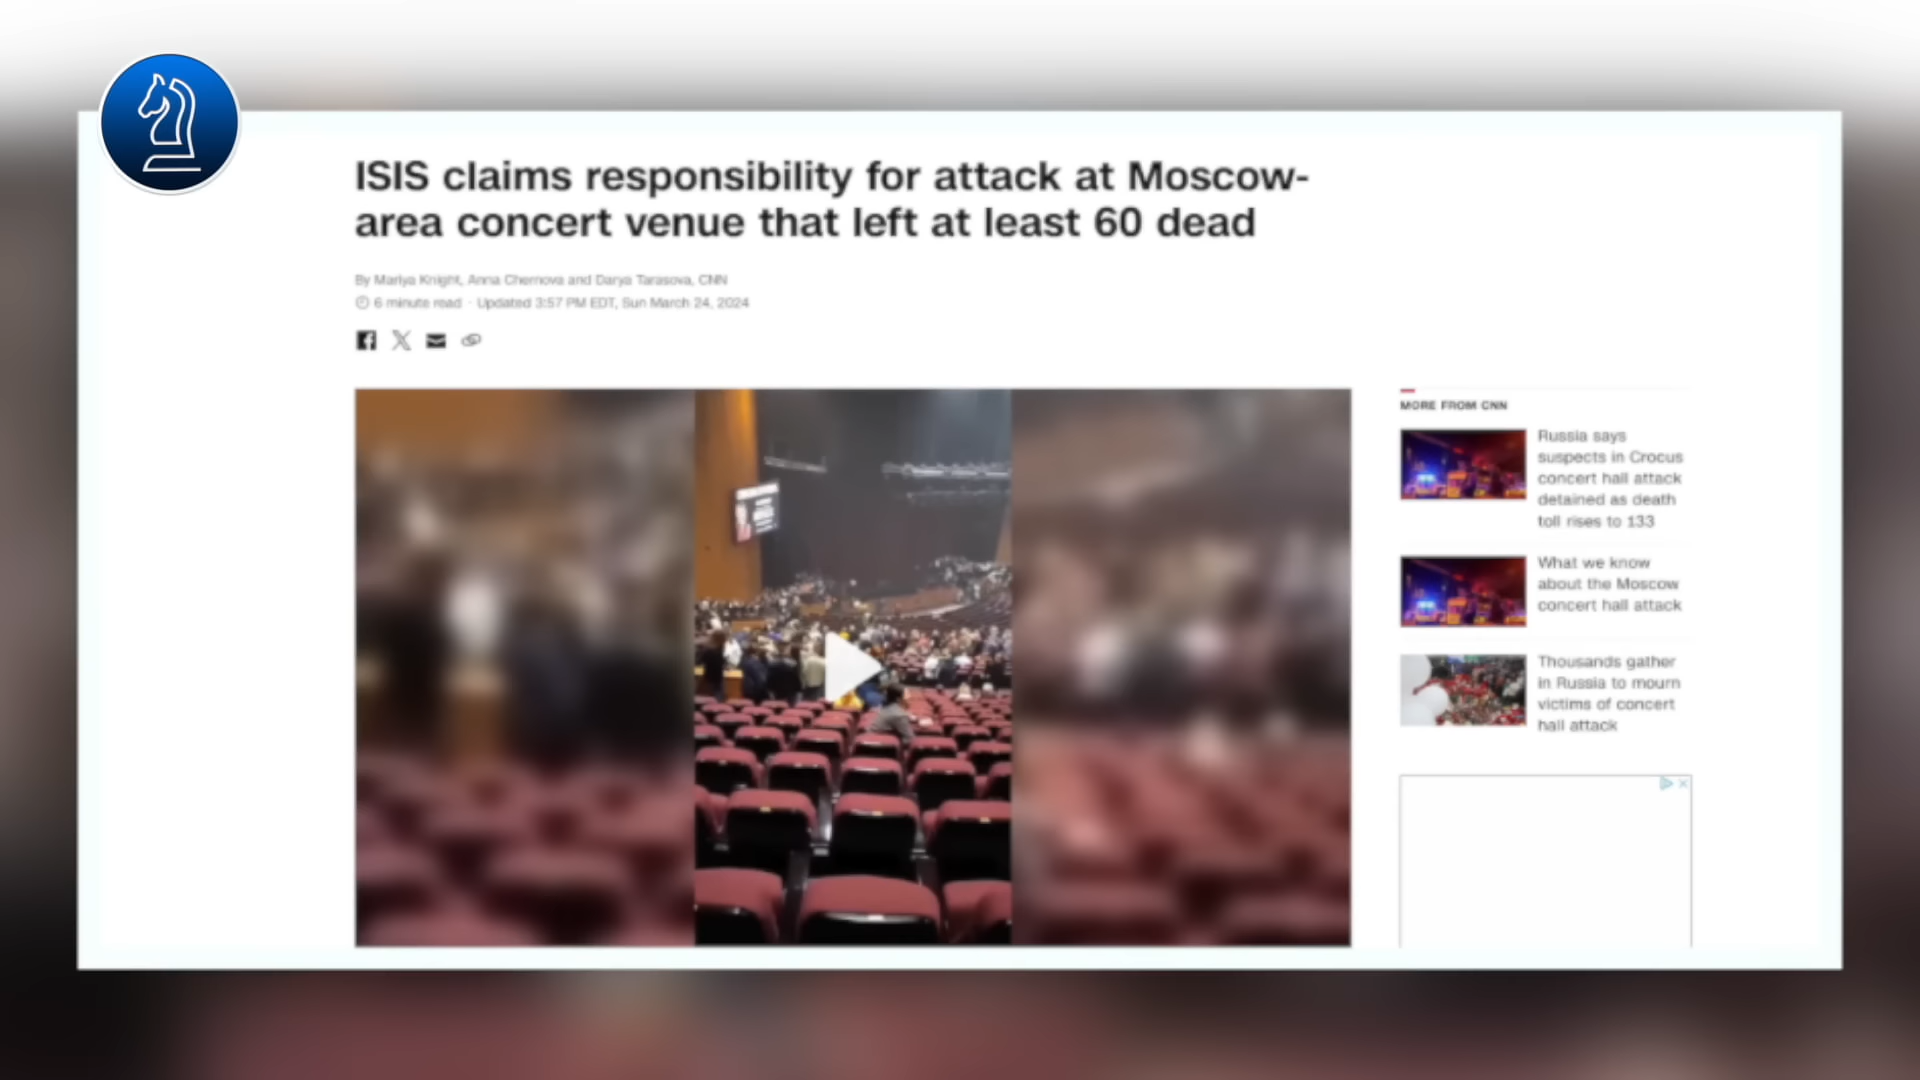 ISIS claims responsibility for attack at Moscow-
area concert venue that left at least 60 dead
By Mariya Knight, Anna Chernova and Darya Tarasova, CNN
6 minute read · Updated 3:57 PM EDT, Sun March 24, 2024
MORE FROM CNN
Russia says
suspects in Crocus
concert hall attack
detained as death
toll rises to 133
What we know
about the Moscow
concert hall attack
Thousands gather
in Russia to mourn
victims of concert
hall attack